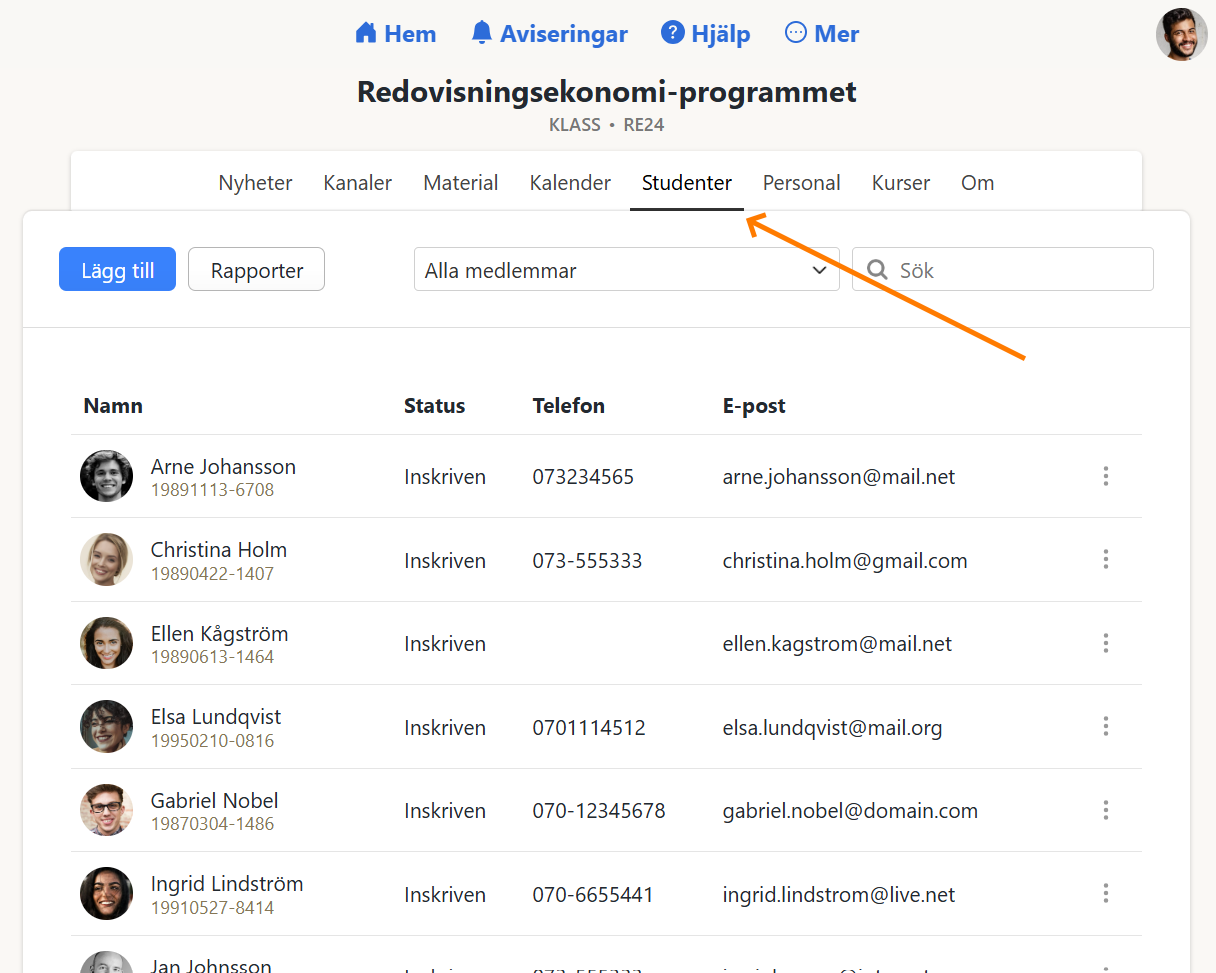 Hem Aviseringar Hjälp Mer
Redovisningsekonomi-programmet
KLASS • RE24
Nyheter Kanaler Material Kalender Studenter Personal Kurser Om
Lägg till Rapporter Alla medlemmar Sök
Namn Status Telefon E-post
Arne Johansson
19891113-6708
Inskriven 073234565 arne.johansson@mail.net
Christina Holm
19890422-1407
Inskriven 073-555333 christina.holm@gmail.com
Ellen Kågström
19890613-1464
Inskriven ellen.kagstrom@mail.net
Elsa Lundqvist
19950210-0816
Inskriven 0701114512 elsa.lundqvist@mail.org
Gabriel Nobel
19870304-1486
Inskriven 070-12345678 gabriel.nobel@domain.com
Ingrid Lindström
19910527-8414
Inskriven 070-6655441 ingrid.lindstrom@live.net
Jan Johnsson